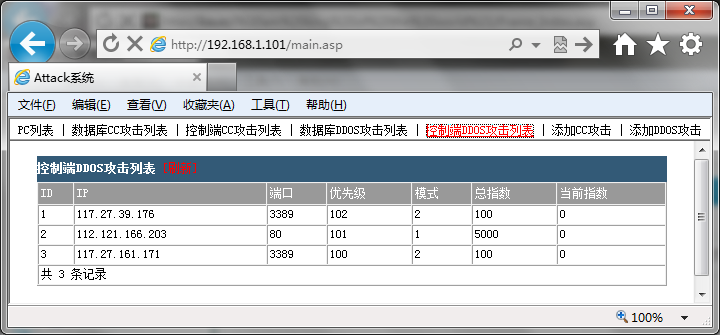 http://192.168.1.101/main.asp
Attack系统
文件(F) 编辑(E) 查看(V) 收藏夹(A) 工具(T) 帮助(H)
PC列表 | 数据库CC攻击列表 | 控制端CC攻击列表 | 数据库DDOS攻击列表 | 控制端DDOS攻击列表 | 添加CC攻击 | 添加DDOS攻击
控制端DDOS攻击列表
ID IP 端口 优先级 模式 总指数 当前指数
1 117.27.39.176 3389 102 2 100 0
2 112.121.166.203 80 101 1 5000 0
3 117.27.161.171 3389 100 2 100 0
共 3 条记录
100%